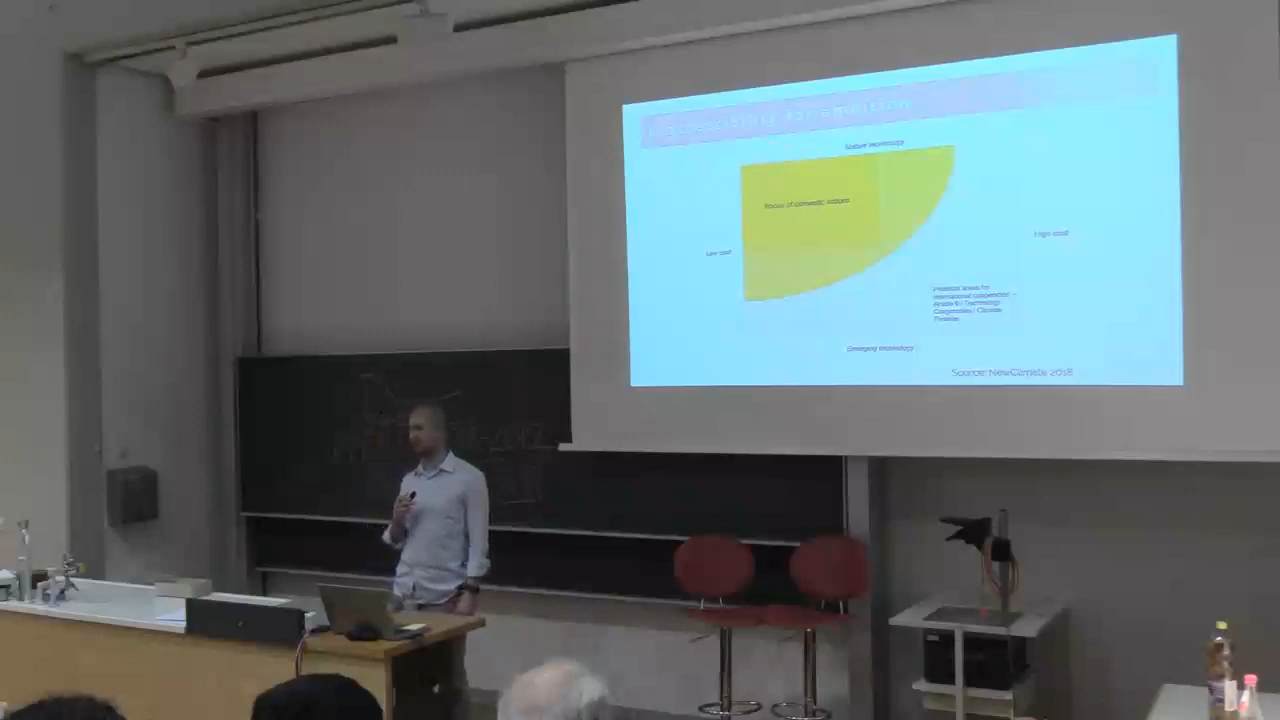 Mature technology
Focus of domestic actions
Low cost
High cost
Potential areas for
international cooperation –
Article 6 / Technology
Cooperation / Climate
Finance
Emerging technology
Source: NewClimate 2018